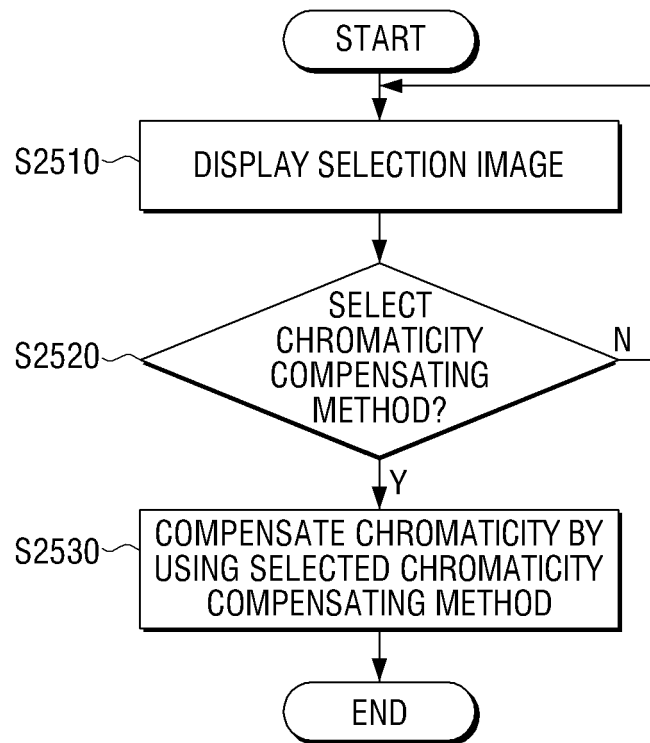 START
S2510
DISPLAY SELECTION IMAGE
S2520
SELECT
CHROMATICITY
COMPENSATING
METHOD?
N
Y
S2530
COMPENSATE CHROMATICITY BY
USING SELECTED CHROMATICITY
COMPENSATING METHOD
END